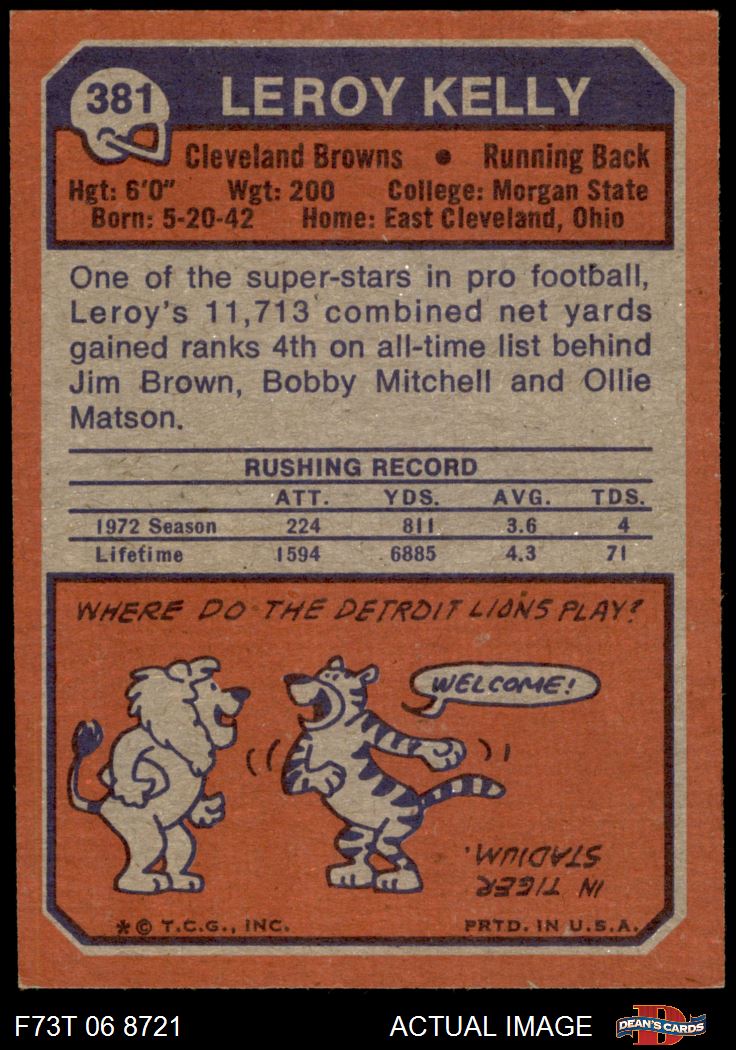 381
LEROY KELLY
Cleveland Browns • Running Back
Hgt: 6'0" Wgt: 200 College: Morgan State
Born: 5-20-42 Home: East Cleveland, Ohio
One of the super-stars in pro football,
Leroy's 11,713 combined net yards
gained ranks 4th on all-time list behind
Jim Brown, Bobby Mitchell and Ollie
Matson.
RUSHING RECORD
ATT. YDS. AVG. TDS.
1972 Season 224 811 3.6 4
Lifetime 1594 6885 4.3 71
WHERE DO THE DETROIT LIONS PLAY?
WELCOME!
IN TIGER
STADIUM.
*© T.C.G., INC. PRTD. IN U.S.A.
F73T 06 8721 ACTUAL IMAGE
D
DEAN'S CARDS